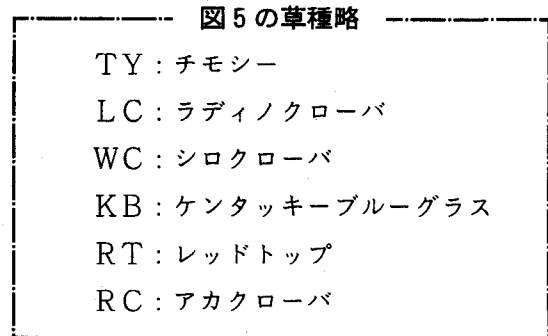 図5の草種略
TY：チモシー
LC：ラディノクローバ
WC：シロクローバ
KB：ケンタッキーブルーグラス
RT：レッドトップ
RC：アカクローバ